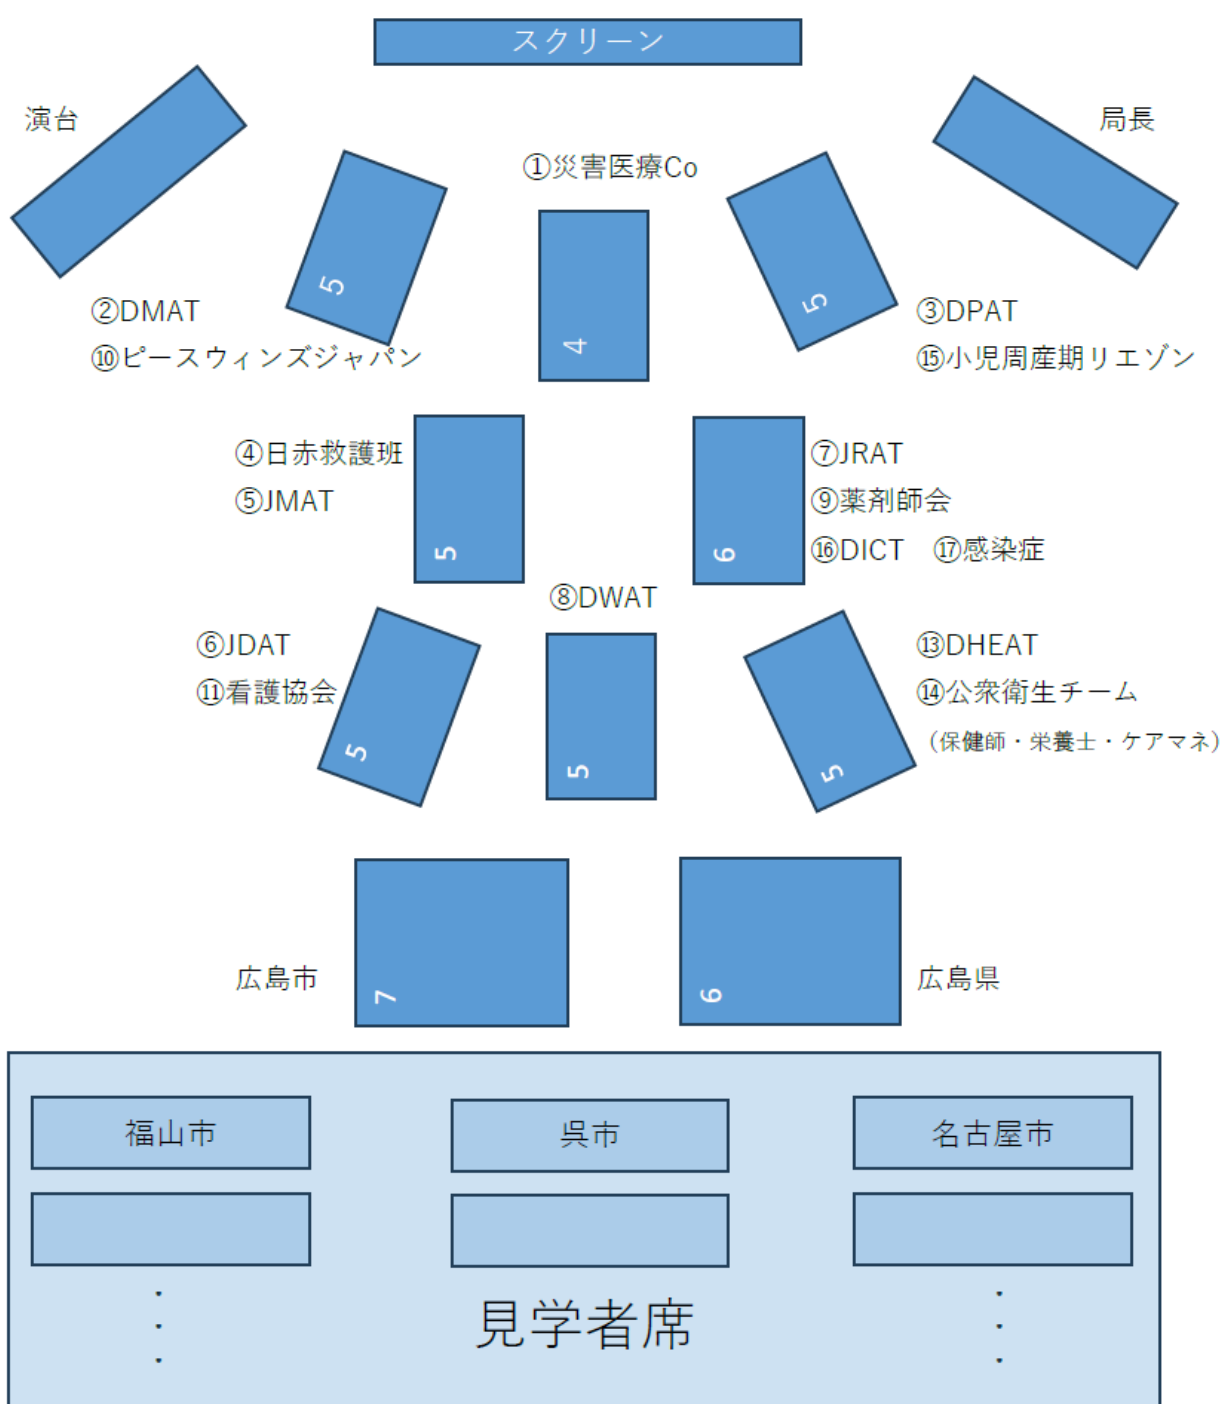 スクリーン
演台
局長
①災害医療Co
5
4
5
②DMAT
⑩ピースウィンズジャパン
③DPAT
⑮小児周産期リエゾン
④日赤救護班
⑤JMAT
5
6
⑦JRAT
⑨薬剤師会
⑯DICT　⑰感染症
⑧DWAT
⑥JDAT
⑪看護協会
5
5
5
⑬DHEAT
⑭公衆衛生チーム
（保健師・栄養士・ケアマネ）
広島市
7
6
広島県
福山市
呉市
名古屋市
見学者席